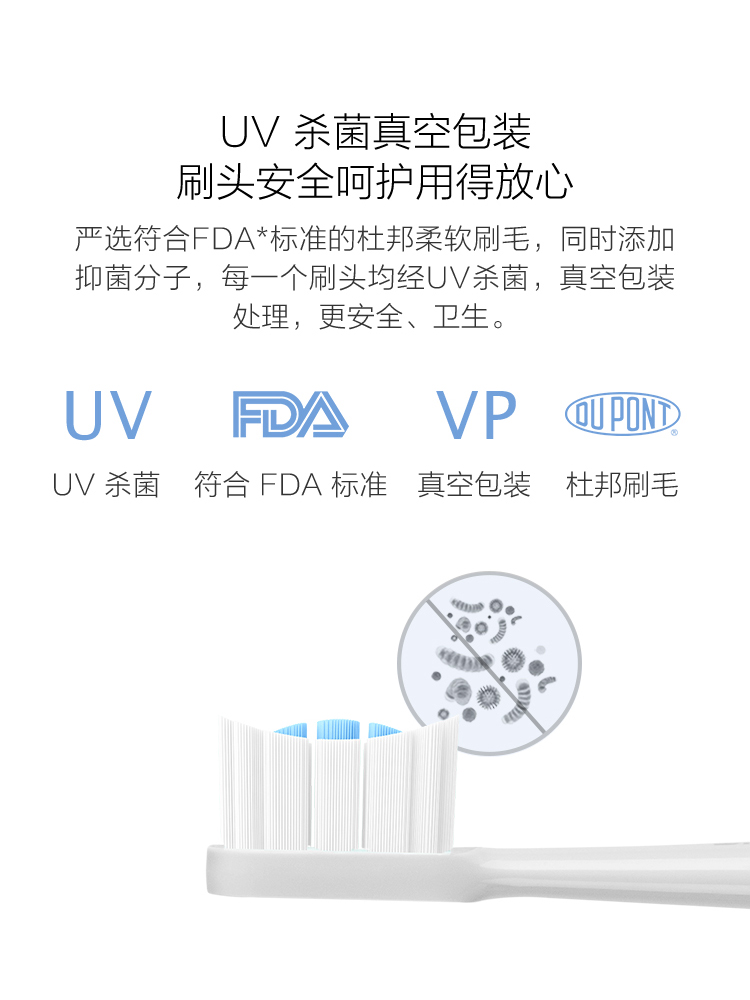 UV 杀菌真空包装
刷头安全呵护用得放心
严选符合FDA*标准的杜邦柔软刷毛，同时添加
抑菌分子，每一个刷头均经UV杀菌，真空包装
处理，更安全、卫生。
UV FDA VP DU PONT ®
UV 杀菌 符合 FDA 标准 真空包装 杜邦刷毛